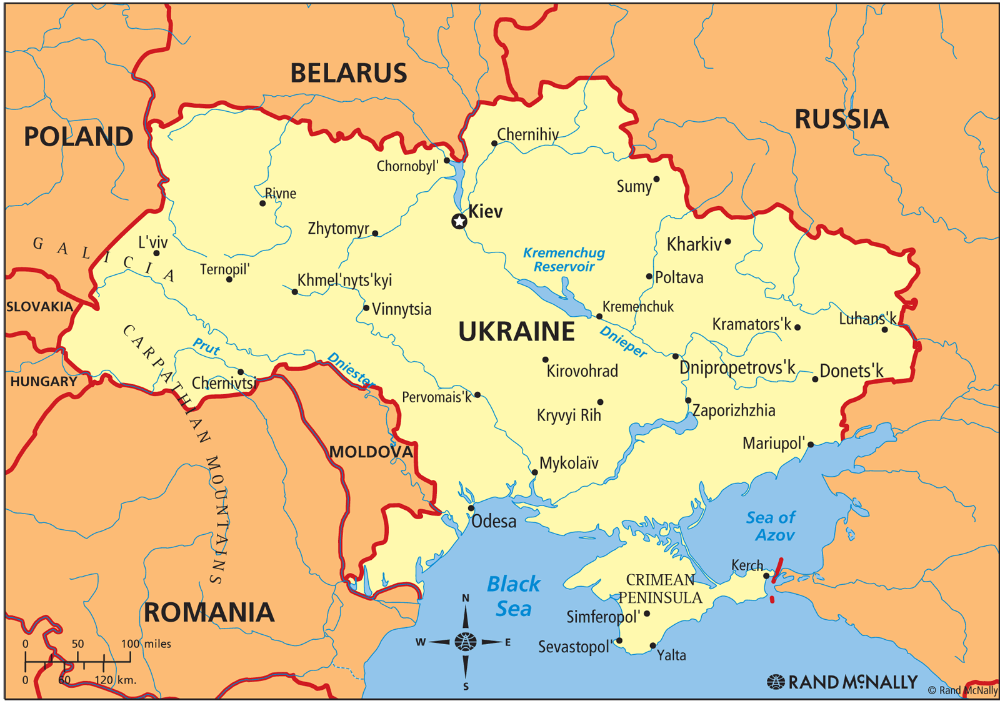 BELARUS
RUSSIA
POLAND
Chernihiv
Chornobyl'
Sumy
Rivne
Kiev
Zhytomyr
L'viv
Kharkiv
GALICIA
Kremenchug
Reservoir
Ternopil'
Khmel'nyts'kyi
Poltava
SLOVAKIA
Vinnytsia
Kremenchuk
Luhans'k
Kramators'k
UKRAINE
Dnieper
CARPATHIAN MOUNTAINS
Prut
Dniester
Dnipropetrovs'k
Donets'k
Kirovohrad
HUNGARY
Chernivtsi
Pervomais'k
Kryvyi Rih
Zaporizhzhia
Mariupol'
MOLDOVA
Mykolaïv
Odesa
Sea of
Azov
Kerch
CRIMEAN
PENINSULA
Black
Sea
ROMANIA
Simferopol'
Sevastopol'
Yalta
N
W
E
S
0 50 100 miles
0 60 120 km.
RAND McNALLY
© Rand McNally